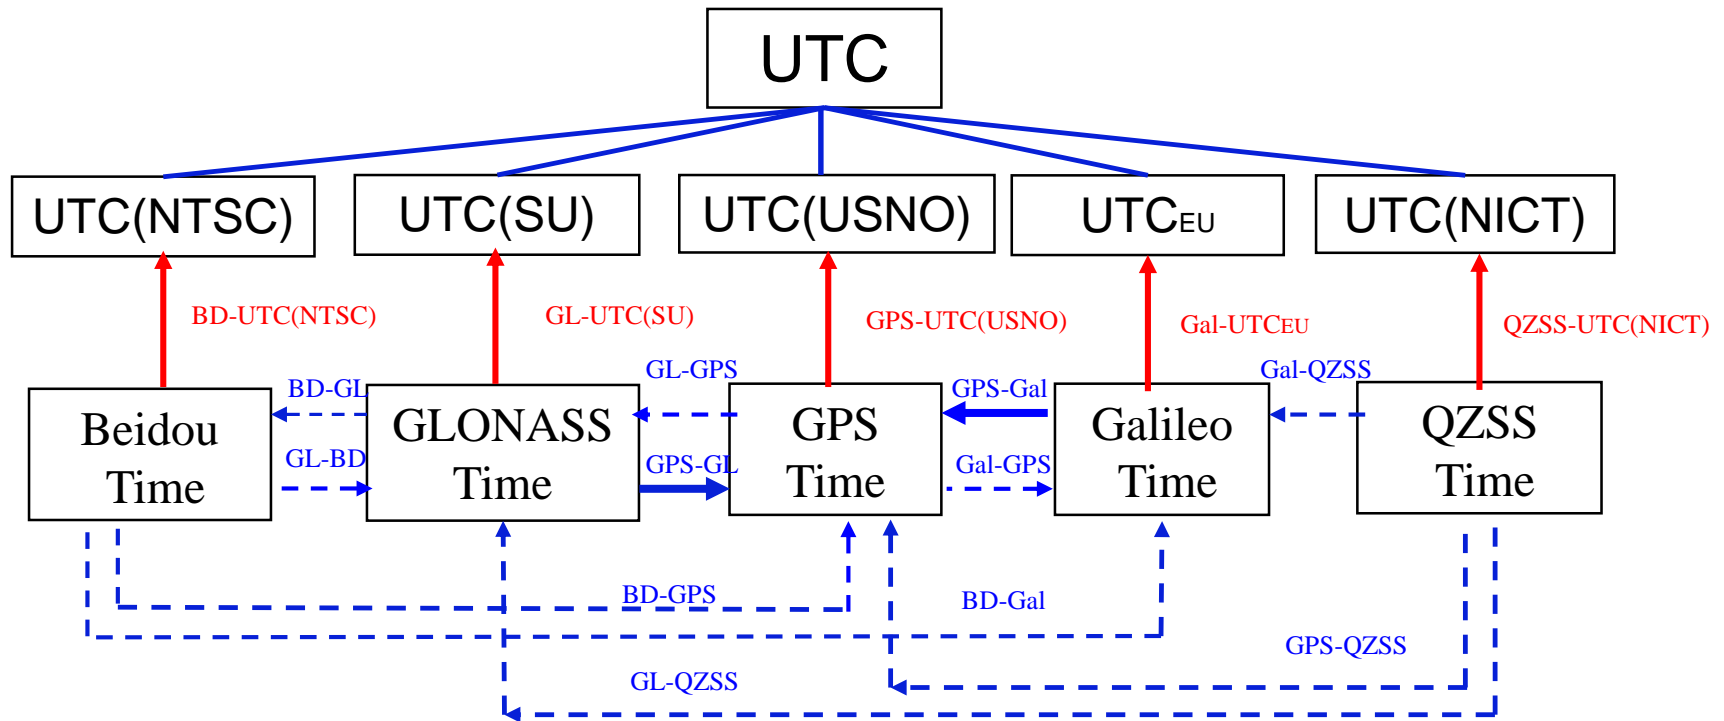 UTC
UTC(NTSC)
UTC(SU)
UTC(USNO)
UTCEU
UTC(NICT)
BD-UTC(NTSC)
GL-UTC(SU)
GPS-UTC(USNO)
Gal-UTCEU
QZSS-UTC(NICT)
BD-GL
GL-GPS
GPS-Gal
Gal-QZSS
Beidou
Time
GLONASS
Time
GPS
Time
Galileo
Time
QZSS
Time
GL-BD
GPS-GL
Gal-GPS
BD-GPS
BD-Gal
GPS-QZSS
GL-QZSS